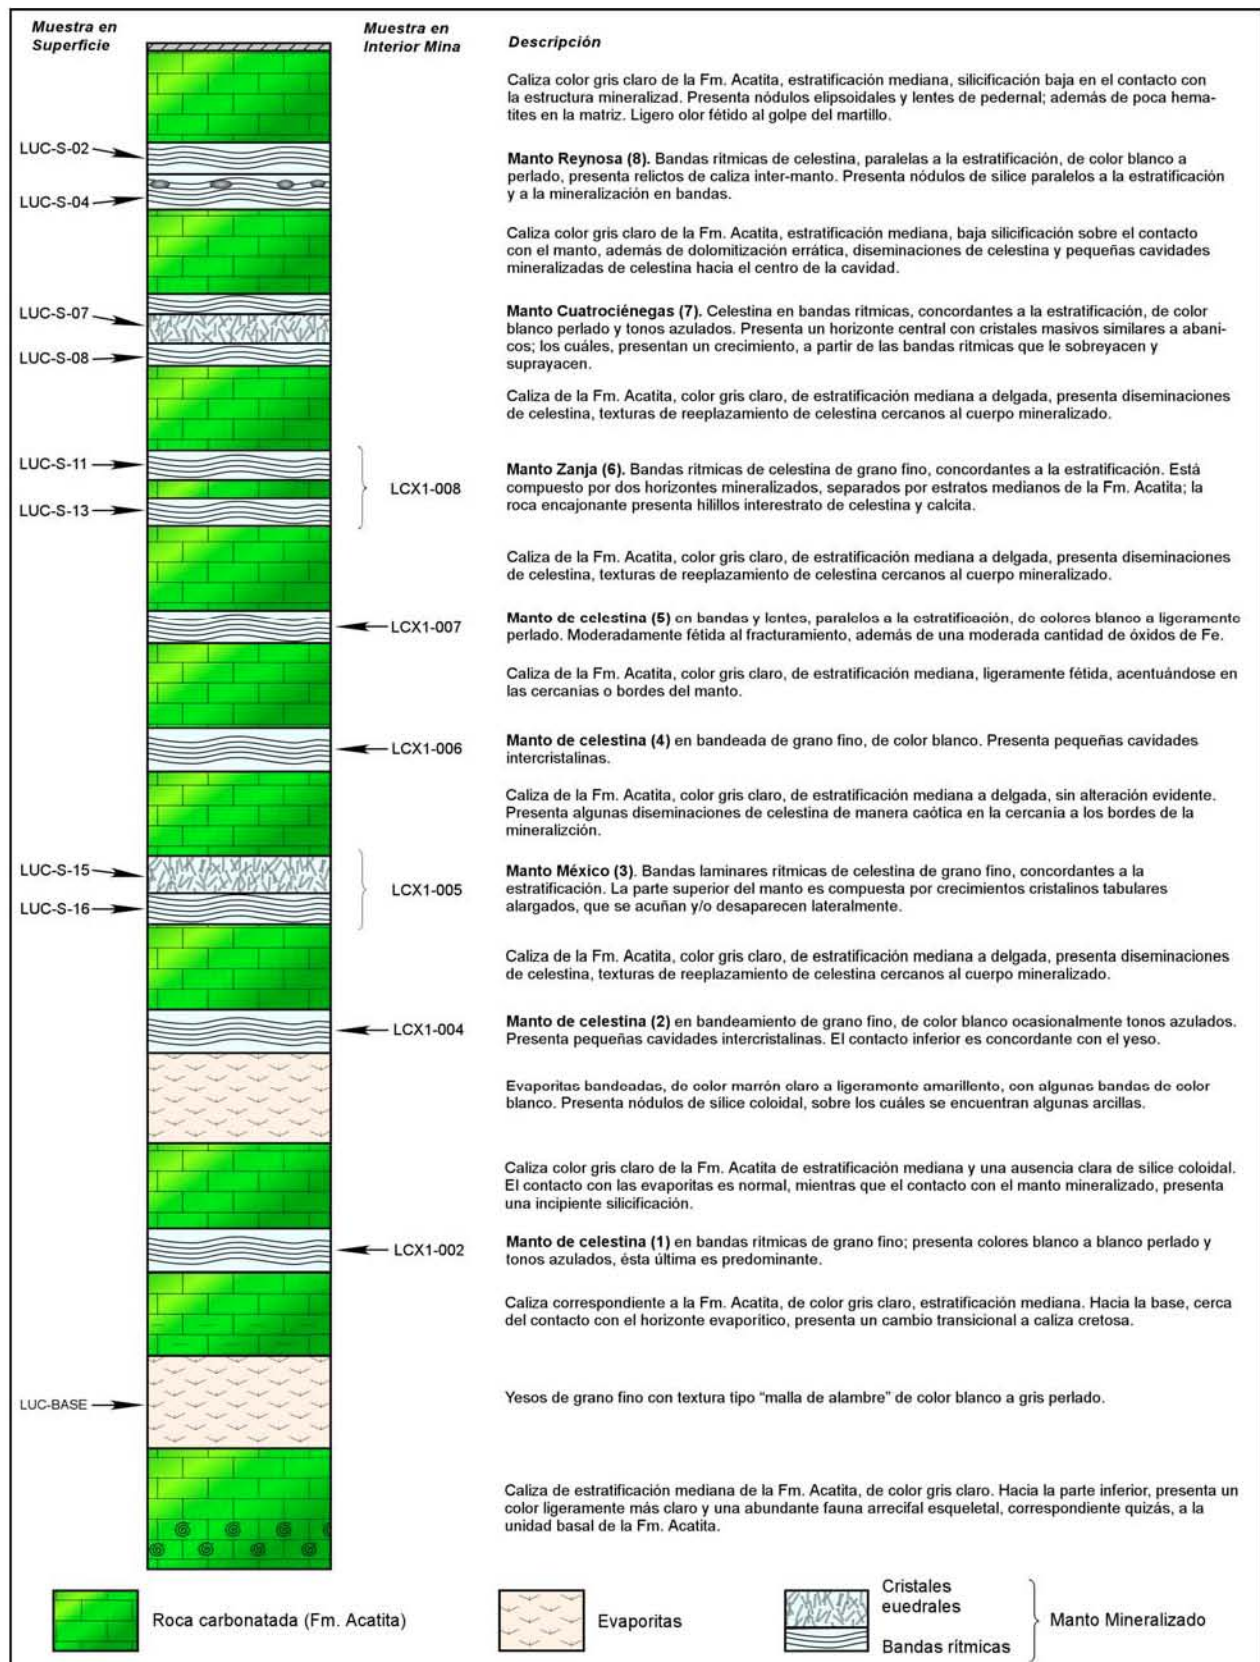 Muestra en
Superficie
Muestra en
Interior Mina
Descripción
Caliza color gris claro de la Fm. Acatita, estratificación mediana, silicificación baja en el contacto con
la estructura mineralizad. Presenta nódulos elipsoidales y lentes de pedernal; además de poca hema-
tites en la matriz. Ligero olor fétido al golpe del martillo.
LUC-S-02
LUC-S-04
Manto Reynosa (8). Bandas rítmicas de celestina, paralelas a la estratificación, de color blanco a
perlado, presenta relictos de caliza inter-manto. Presenta nódulos de sílice paralelos a la estratificación
y a la mineralización en bandas.
Caliza color gris claro de la Fm. Acatita, estratificación mediana, baja silicificación sobre el contacto
con el manto, además de dolomitización errática, diseminaciones de celestina y pequeñas cavidades
mineralizadas de celestina hacia el centro de la cavidad.
LUC-S-07
LUC-S-08
Manto Cuatrociénegas (7). Celestina en bandas rítmicas, concordantes a la estratificación, de color
blanco perlado y tonos azulados. Presenta un horizonte central con cristales masivos similares a abani-
cos; los cuáles, presentan un crecimiento, a partir de las bandas rítmicas que le sobreyacen y
suprayacen.
Caliza de la Fm. Acatita, color gris claro, de estratificación mediana a delgada, presenta diseminaciones
de celestina, texturas de reeplazamiento de celestina cercanos al cuerpo mineralizado.
LUC-S-11
LUC-S-13
LCX1-008
Manto Zanja (6). Bandas rítmicas de celestina de grano fino, concordantes a la estratificación. Está
compuesto por dos horizontes mineralizados, separados por estratos medianos de la Fm. Acatita; la
roca encajonante presenta hilillos interestrato de celestina y calcita.
Caliza de la Fm. Acatita, color gris claro, de estratificación mediana a delgada, presenta diseminaciones
de celestina, texturas de reeplazamiento de celestina cercanos al cuerpo mineralizado.
LCX1-007
Manto de celestina (5) en bandas y lentes, paralelos a la estratificación, de colores blanco a ligeramente
perlado. Moderadamente fétida al fracturamiento, además de una moderada cantidad de óxidos de Fe.
Caliza de la Fm. Acatita, color gris claro, de estratificación mediana, ligeramente fétida, acentuándose en
las cercanías o bordes del manto.
LCX1-006
Manto de celestina (4) en bandeada de grano fino, de color blanco. Presenta pequeñas cavidades
intercristalinas.
Caliza de la Fm. Acatita, color gris claro, de estratificación mediana a delgada, sin alteración evidente.
Presenta algunas diseminaciones de celestina de manera caótica en la cercanía a los bordes de la
mineralizción.
LUC-S-15
LUC-S-16
LCX1-005
Manto México (3). Bandas laminares rítmicas de celestina de grano fino, concordantes a la
estratificación. La parte superior del manto es compuesta por crecimientos cristalinos tabulares
alargados, que se acuñan y/o desaparecen lateralmente.
Caliza de la Fm. Acatita, color gris claro, de estratificación mediana a delgada, presenta diseminaciones
de celestina, texturas de reeplazamiento de celestina cercanos al cuerpo mineralizado.
LCX1-004
Manto de celestina (2) en bandeamiento de grano fino, de color blanco ocasionalmente tonos azulados.
Presenta pequeñas cavidades intercristalinas. El contacto inferior es concordante con el yeso.
Evaporitas bandeadas, de color marrón claro a ligeramente amarillento, con algunas bandas de color
blanco. Presenta nódulos de sílice coloidal, sobre los cuáles se encuentran algunas arcillas.
Caliza color gris claro de la Fm. Acatita de estratificación mediana y una ausencia clara de sílice coloidal.
El contacto con las evaporitas es normal, mientras que el contacto con el manto mineralizado, presenta
una incipiente silicificación.
LCX1-002
Manto de celestina (1) en bandas rítmicas de grano fino; presenta colores blanco a blanco perlado y
tonos azulados, ésta última es predominante.
Caliza correspondiente a la Fm. Acatita, de color gris claro, estratificación mediana. Hacia la base, cerca
del contacto con el horizonte evaporítico, presenta un cambio transicional a caliza cretosa.
LUC-BASE
Yesos de grano fino con textura tipo “malla de alambre” de color blanco a gris perlado.
Caliza de estratificación mediana de la Fm. Acatita, de color gris claro. Hacia la parte inferior, presenta un
color ligeramente más claro y una abundante fauna arrecifal esqueletal, correspondiente quizás, a la
unidad basal de la Fm. Acatita.
Roca carbonatada (Fm. Acatita)
Evaporitas
Cristales
euedrales
Bandas rítmicas
Manto Mineralizado